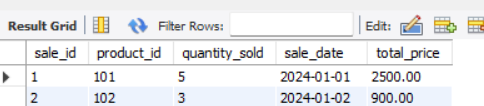 Result Grid Filter Rows: Edit:
sale_id product_id quantity_sold sale_date total_price
1 101 5 2024-01-01 2500.00
2 102 3 2024-01-02 900.00